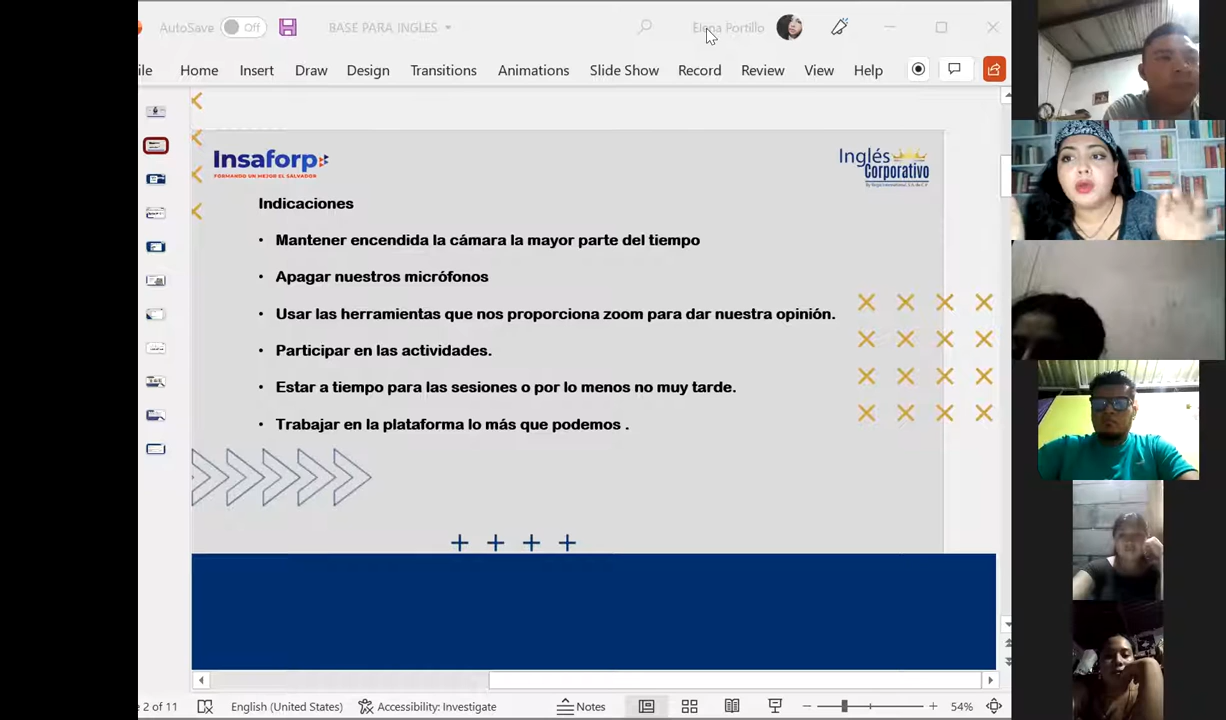 AutoSave Off BASE PARA INGLES Elena Portillo
ile Home Insert Draw Design Transitions Animations Slide Show Record Review View Help
Insaforp
FORMANDO UN MEJOR EL SALVADOR
Inglés
Corporativo
Indicaciones
• Mantener encendida la cámara la mayor parte del tiempo
• Apagar nuestros micrófonos
• Usar las herramientas que nos proporciona zoom para dar nuestra opinión.
• Participar en las actividades.
• Estar a tiempo para las sesiones o por lo menos no muy tarde.
• Trabajar en la plataforma lo más que podemos .
e 2 of 11 English (United States) Accessibility: Investigate Notes 54%